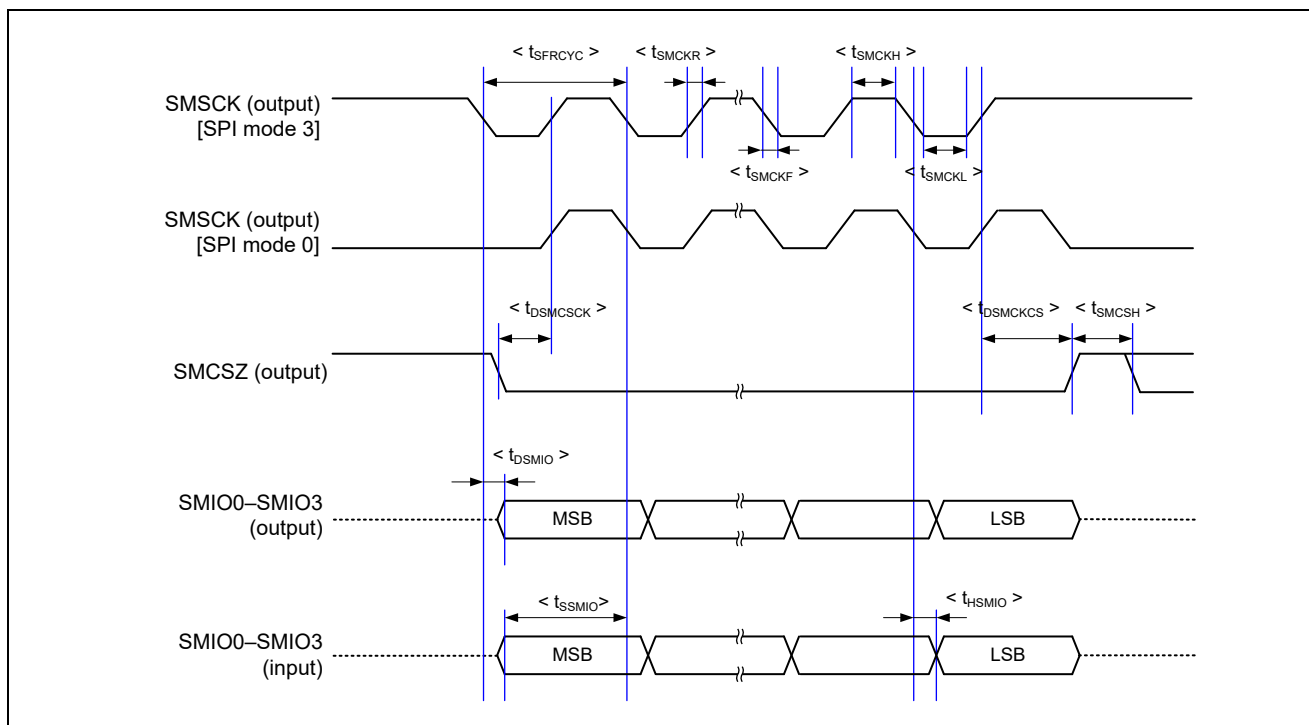 < tSFRCYC >
< tSMCKR >
< tSMCKH >
SMSCK (output)
[SPI mode 3]
< tSMCKF >
< tSMCKL >
SMSCK (output)
[SPI mode 0]
< tDSMCSCK >
< tDSMCKCS >
< tSMCSH >
SMCSZ (output)
< tDSMIO >
SMIO0–SMIO3
(output)
MSB
LSB
< tSSMIO>
< tHSMIO >
SMIO0–SMIO3
(input)
MSB
LSB